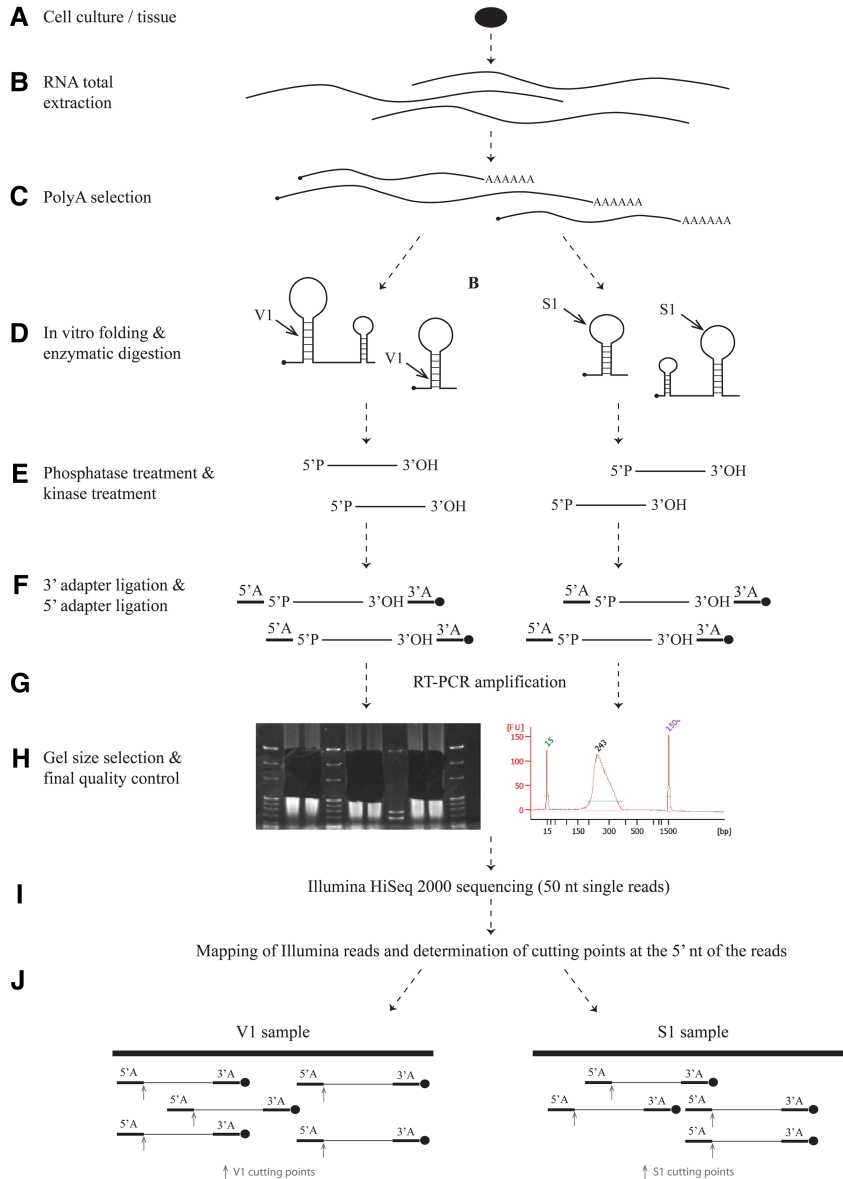 A Cell culture / tissue
B RNA total
extraction
C PolyA selection
AAAAAA
AAAAAA
AAAAAA
B
D In vitro folding &
enzymatic digestion
V1
V1
S1
S1
E Phosphatase treatment &
kinase treatment
5’P 3’OH
5’P 3’OH
5’P 3’OH
5’P 3’OH
F 3’ adapter ligation &
5’ adapter ligation
5’A 5’P 3’OH 3’A
5’A 5’P 3’OH 3’A
5’A 5’P 3’OH 3’A
5’A 5’P 3’OH 3’A
G RT-PCR amplification
H Gel size selection &
final quality control
[FU]
150
100
50
0
15
243
15 150 300 500 1500 [bp]
I Illumina HiSeq 2000 sequencing (50 nt single reads)
Mapping of Illumina reads and determination of cutting points at the 5’ nt of the reads
J
V1 sample
5’A 3’A
5’A 3’A
5’A 3’A
5’A 3’A
5’A 3’A
V1 cutting points
S1 sample
5’A 3’A
5’A 3’A
5’A 3’A
5’A 3’A
S1 cutting points